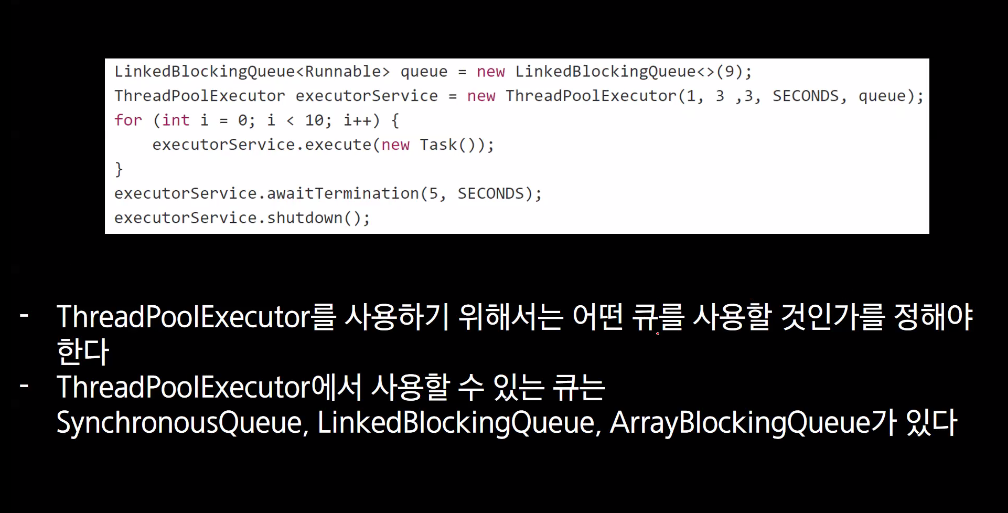 LinkedBlockingQueue<Runnable> queue = new LinkedBlockingQueue<>(9);
ThreadPoolExecutor executorService = new ThreadPoolExecutor(1, 3 ,3, SECONDS, queue);
for (int i = 0; i < 10; i++) {
    executorService.execute(new Task());
}
executorService.awaitTermination(5, SECONDS);
executorService.shutdown();
- ThreadPoolExecutor를 사용하기 위해서는 어떤 큐를 사용할 것인가를 정해야
한다
- ThreadPoolExecutor에서 사용할 수 있는 큐는
SynchronousQueue, LinkedBlockingQueue, ArrayBlockingQueue가 있다